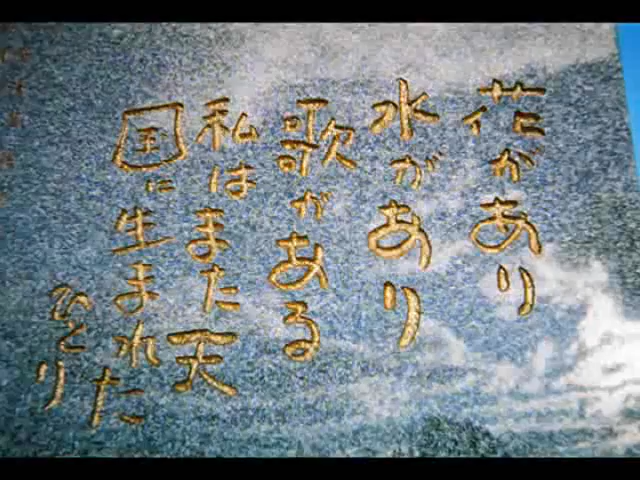 花があり
水があり
歌がある
私はまた天
国に生まれた
ひとり